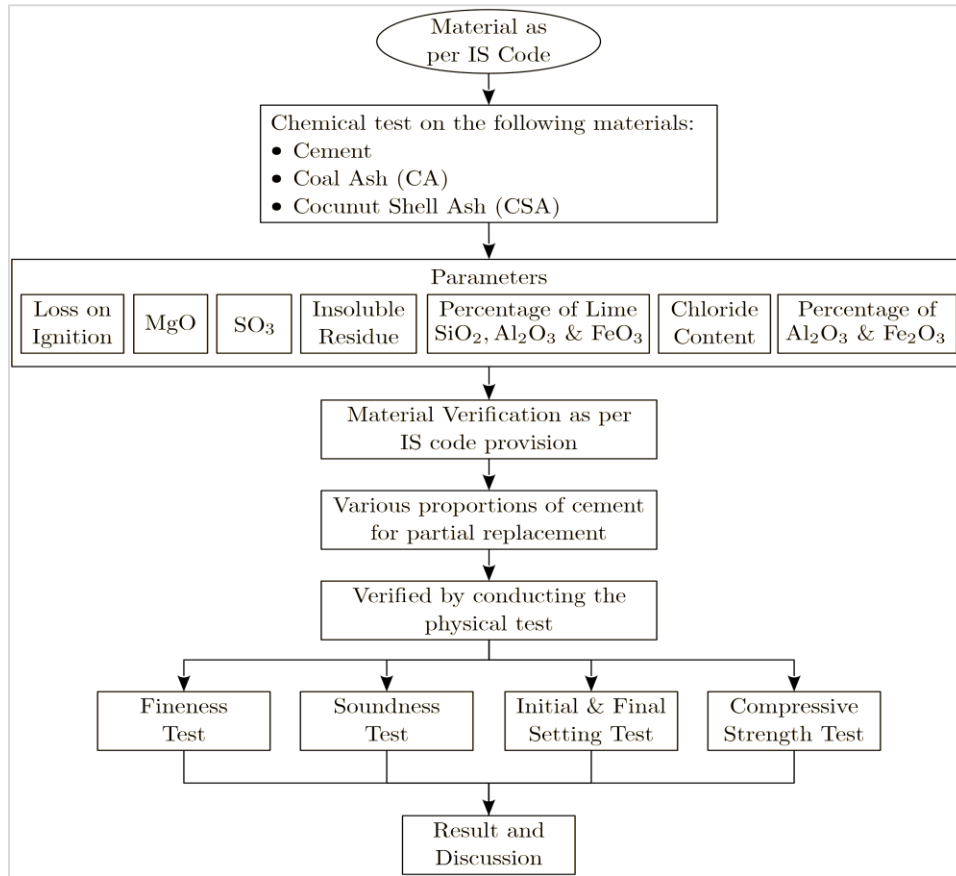 Material as
per IS Code
Chemical test on the following materials:
• Cement
• Coal Ash (CA)
• Cocunut Shell Ash (CSA)
Parameters
Loss on
Ignition
MgO
SO₃
Insoluble
Residue
Percentage of Lime
SiO₂, Al₂O₃ & FeO₃
Chloride
Content
Percentage of
Al₂O₃ & Fe₂O₃
Material Verification as per
IS code provision
Various proportions of cement
for partial replacement
Verified by conducting the
physical test
Fineness
Test
Soundness
Test
Initial & Final
Setting Test
Compressive
Strength Test
Result and
Discussion